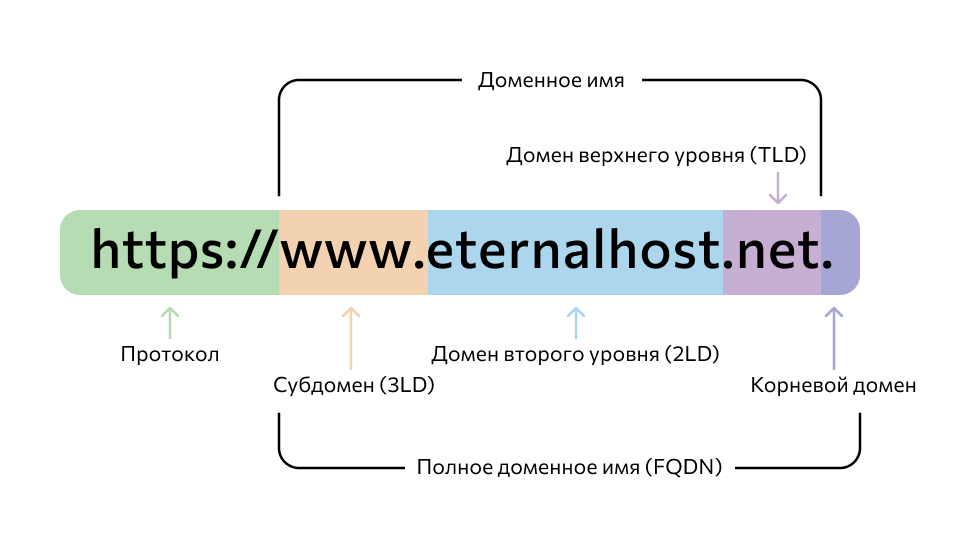 Доменное имя
Домен верхнего уровня (TLD)
https://www.eternalhost.net.
Протокол
Домен второго уровня (2LD)
Субдомен (3LD)
Корневой домен
Полное доменное имя (FQDN)